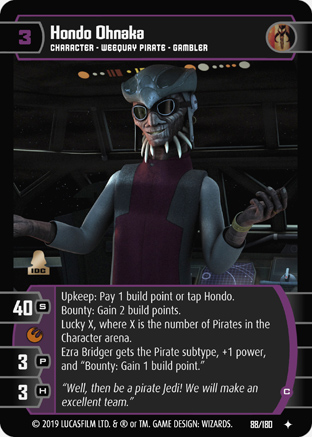 3 Hondo Ohnaka
CHARACTER • WEEQUAY PIRATE • GAMBLER
IDC
40 S
3 P
3 H
Upkeep: Pay 1 build point or tap Hondo.
Bounty: Gain 2 build points.
Lucky X, where X is the number of Pirates in the
Character arena.
Ezra Bridger gets the Pirate subtype, +1 power,
and “Bounty: Gain 1 build point.”
“Well, then be a pirate Jedi! We will make an
excellent team.”
C
© 2019 LUCASFILM LTD. & ® or TM. GAME DESIGN: WIZARDS. 88/180